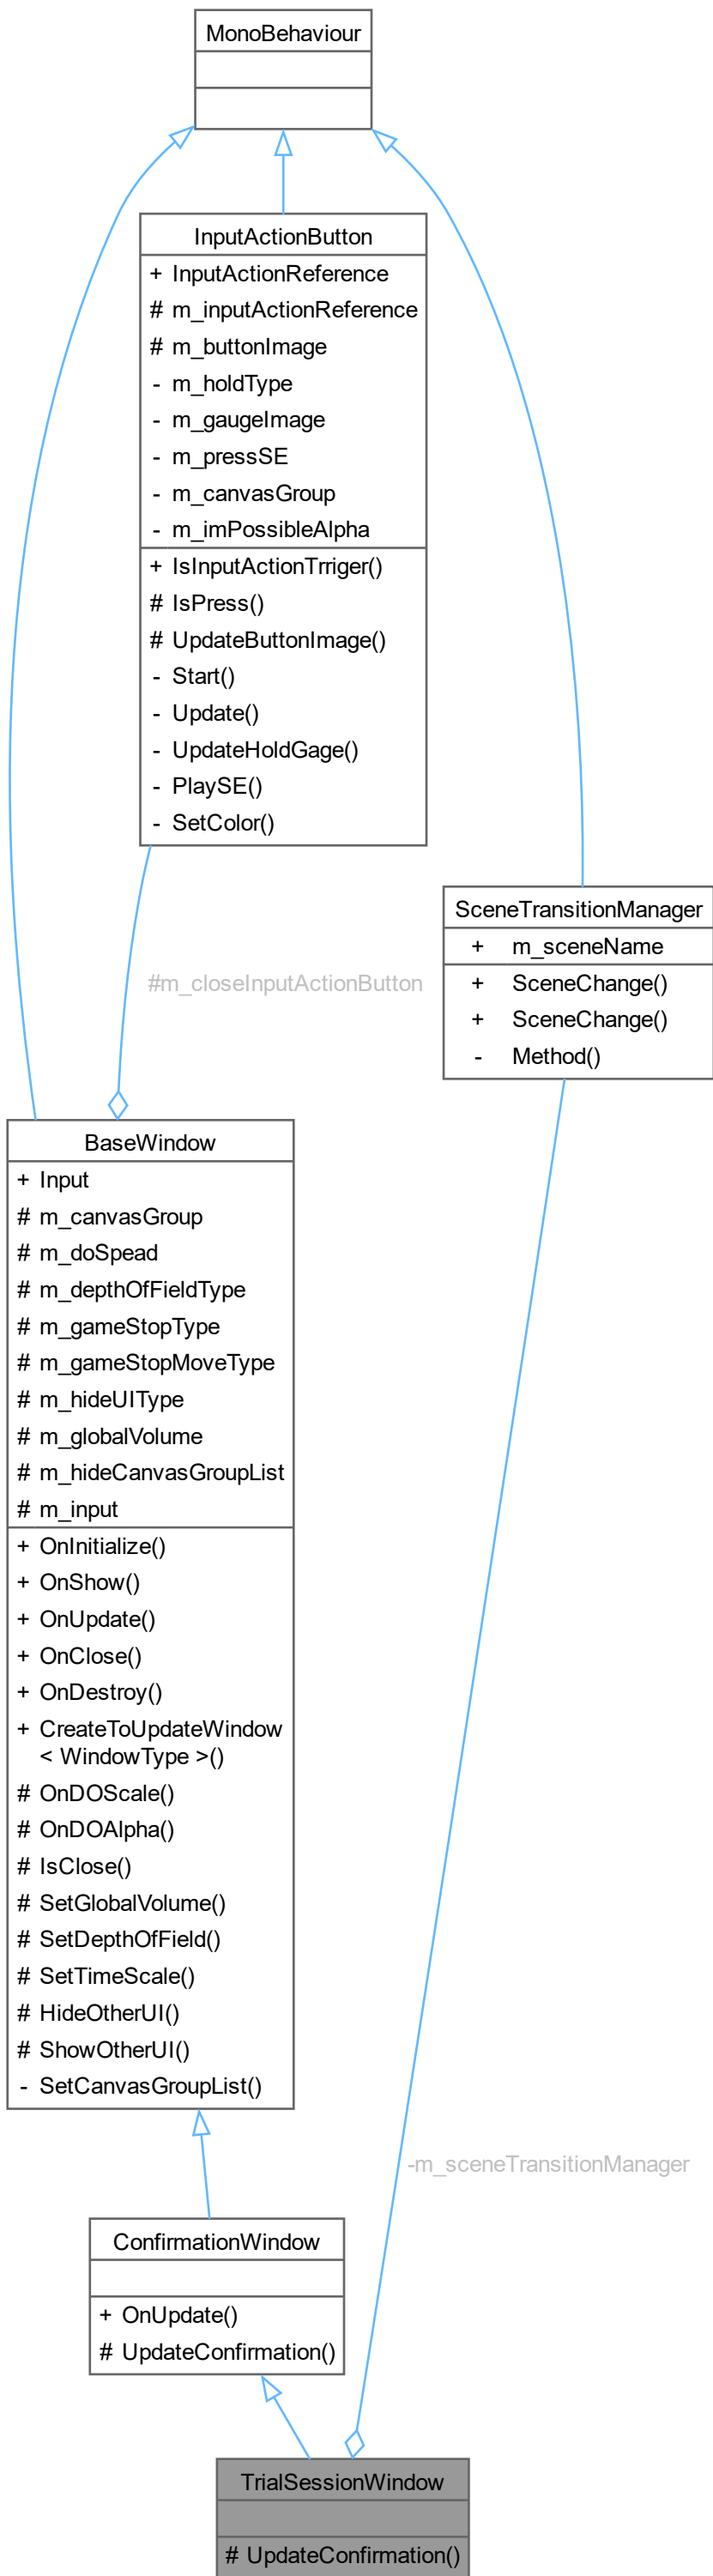 MonoBehaviour
InputActionButton
+ InputActionReference
# m_inputActionReference
# m_buttonImage
- m_holdType
- m_gaugeImage
- m_pressSE
- m_canvasGroup
- m_imPossibleAlpha
+ IsInputActionTrriger()
# IsPress()
# UpdateButtonImage()
- Start()
- Update()
- UpdateHoldGage()
- PlaySE()
- SetColor()
SceneTransitionManager
+ m_sceneName
+ SceneChange()
+ SceneChange()
- Method()
#m_closeInputActionButton
BaseWindow
+ Input
# m_canvasGroup
# m_doSpead
# m_depthOfFieldType
# m_gameStopType
# m_gameStopMoveType
# m_hideUIType
# m_globalVolume
# m_hideCanvasGroupList
# m_input
+ OnInitialize()
+ OnShow()
+ OnUpdate()
+ OnClose()
+ OnDestroy()
+ CreateToUpdateWindow
< WindowType >()
# OnDOScale()
# OnDOAlpha()
# IsClose()
# SetGlobalVolume()
# SetDepthOfField()
# SetTimeScale()
# HideOtherUI()
# ShowOtherUI()
- SetCanvasGroupList()
-m_sceneTransitionManager
ConfirmationWindow
+ OnUpdate()
# UpdateConfirmation()
TrialSessionWindow
# UpdateConfirmation()